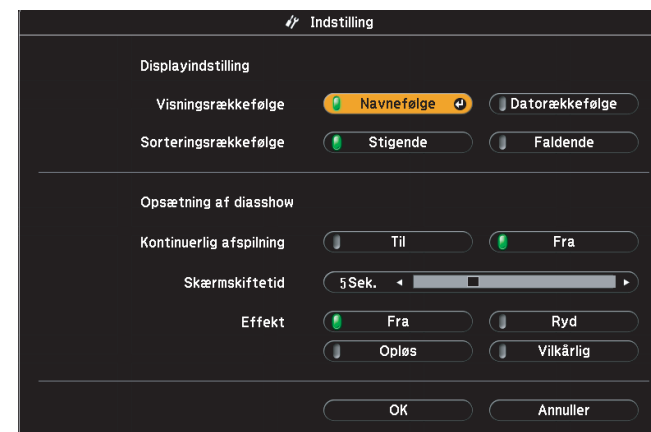 Indstilling
Displayindstilling
Visningsrækkefølge Navnefølge Datorækkefølge
Sorteringsrækkefølge Stigende Faldende
Opsætning af diasshow
Kontinuerlig afspilning Til Fra
Skærmskiftetid 5Sek.
Effekt Fra Ryd
Opløs Vilkårlig
OK Annuller